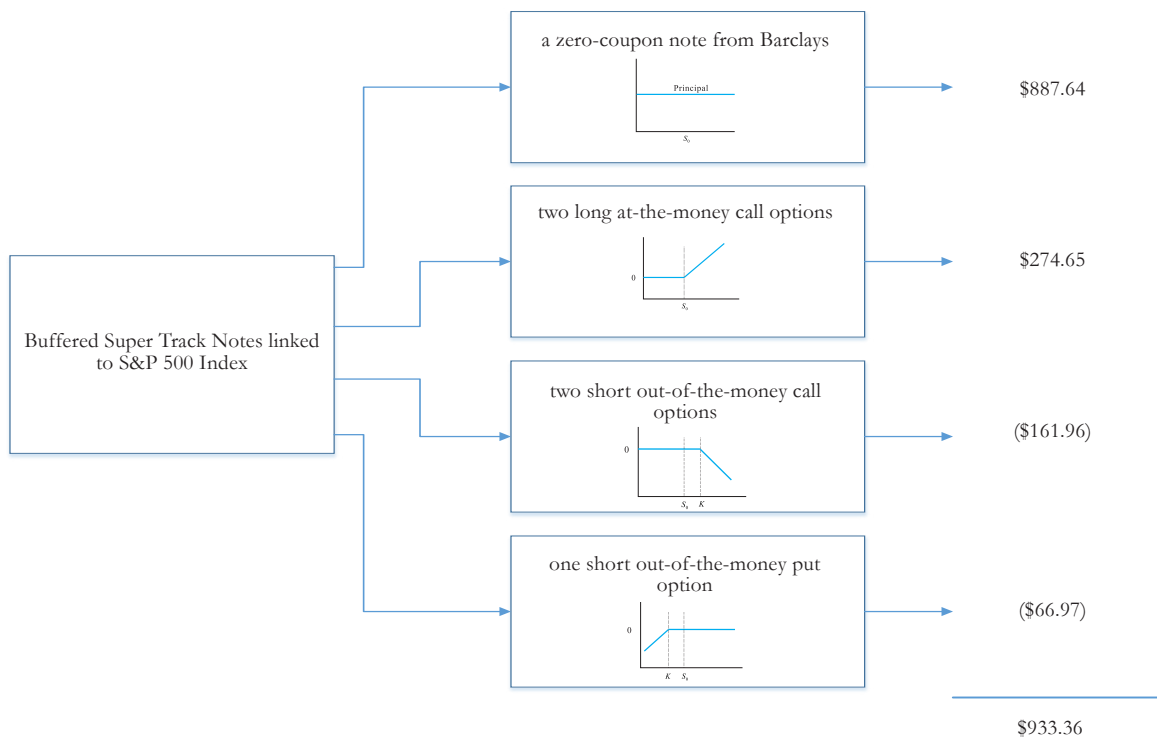 a zero-coupon note from Barclays
Principal
S₀
$887.64
two long at-the-money call options
0
S₀
$274.65
Buffered Super Track Notes linked
to S&P 500 Index
two short out-of-the-money call
options
0
S₀ K
($161.96)
one short out-of-the-money put
option
0
K S₀
($66.97)
$933.36